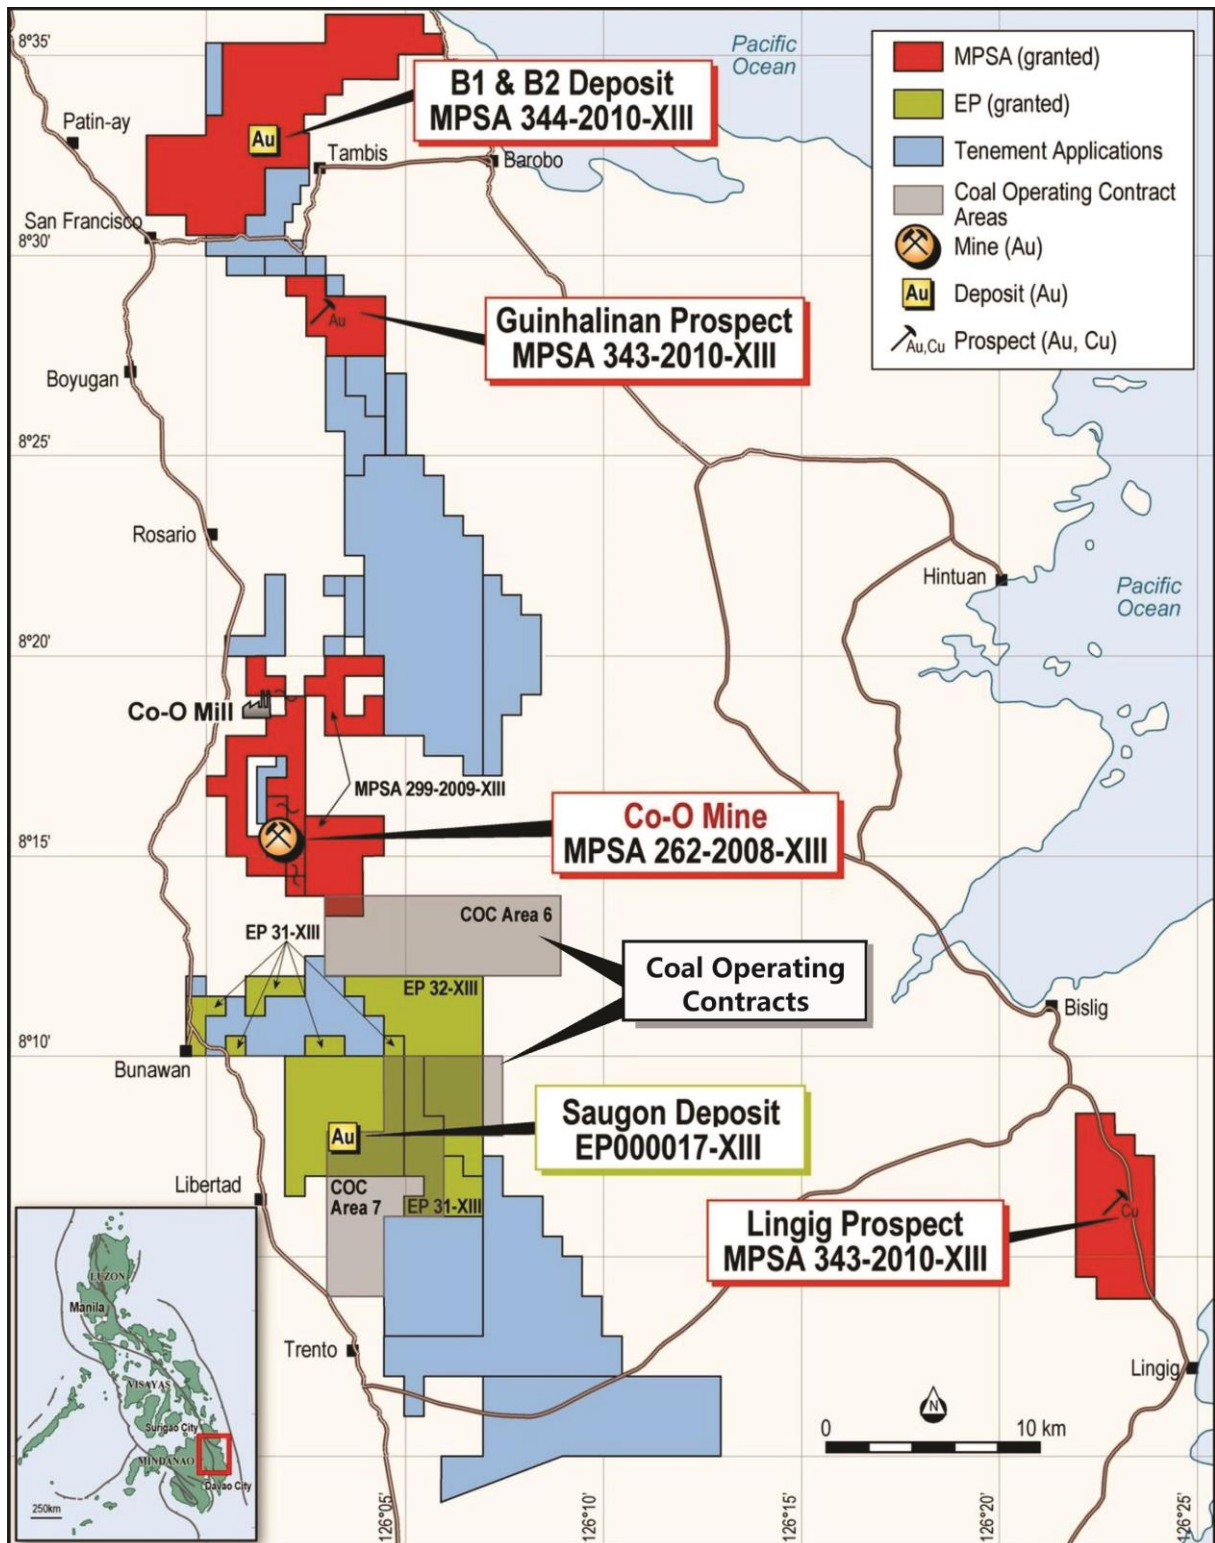 8°35'
Pacific
Ocean
MPSA (granted)
EP (granted)
Tenement Applications
Coal Operating Contract
Areas
Mine (Au)
Au
Deposit (Au)
Au,Cu
Prospect (Au, Cu)
B1 & B2 Deposit
MPSA 344-2010-XIII
Patin-ay
Au
Tambis
Barobo
San Francisco
8°30'
Au
Guinhalinan Prospect
MPSA 343-2010-XIII
Boyugan
8°25'
Rosario
Hintuan
Pacific
Ocean
8°20'
Co-O Mill
MPSA 299-2009-XIII
Co-O Mine
MPSA 262-2008-XIII
8°15'
COC Area 6
EP 31-XIII
Coal Operating
Contracts
EP 32-XIII
Bislig
8°10'
Bunawan
Saugon Deposit
EP000017-XIII
Au
Libertad
COC
Area 7
EP 31-XIII
Lingig Prospect
MPSA 343-2010-XIII
Cu
Trento
Lingig
N
0
10 km
LUZON
Manila
VISAYAS
Surigao City
MINDANAO
Davao City
250km
126°05'
126°10'
126°15'
126°20'
126°25'